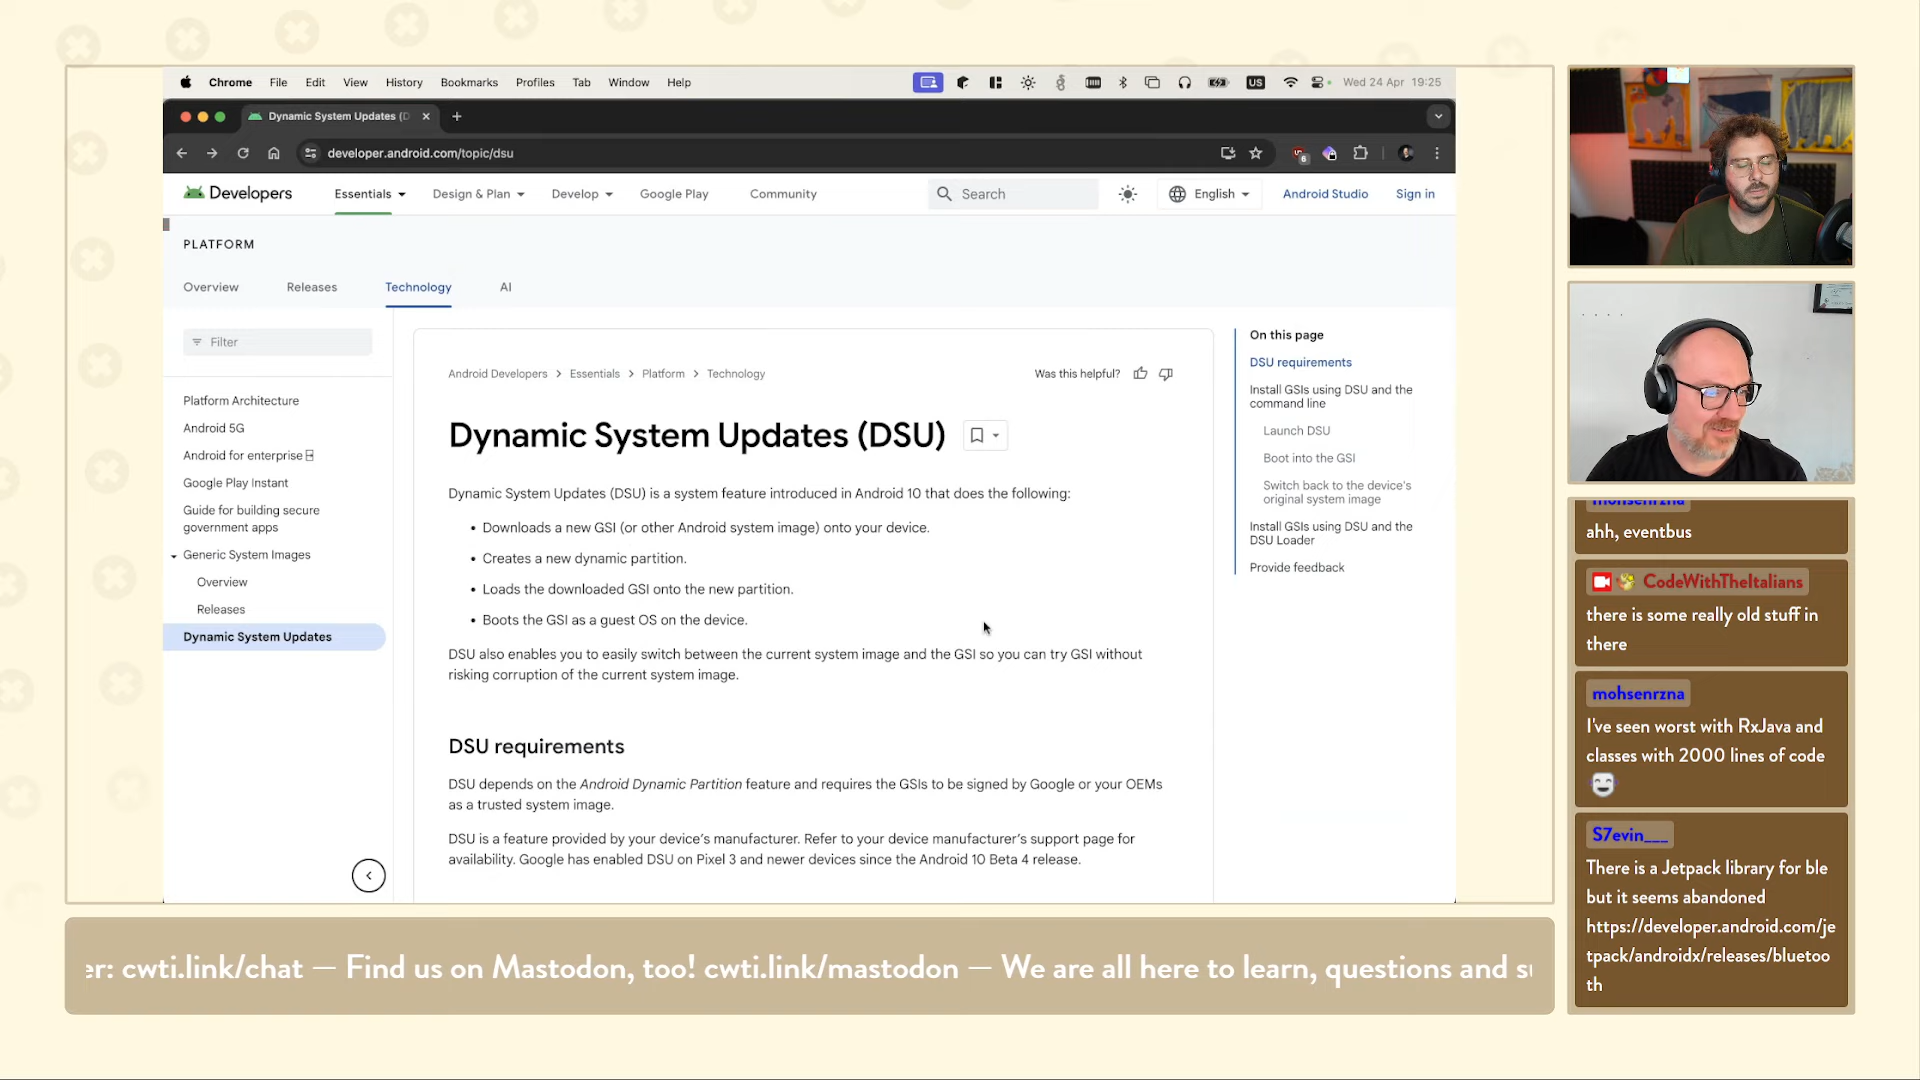 Chrome File Edit View History Bookmarks Profiles Tab Window Help
US Wed 24 Apr 19:25
Dynamic System Updates (D
developer.android.com/topic/dsu
6
Developers Essentials Design & Plan Develop Google Play Community Search English Android Studio Sign in
PLATFORM
Overview Releases Technology AI
Filter
Platform Architecture
Android 5G
Android for enterprise
Google Play Instant
Guide for building secure
government apps
Generic System Images
Overview
Releases
Dynamic System Updates
Android Developers > Essentials > Platform > Technology
Was this helpful?
Dynamic System Updates (DSU)
Dynamic System Updates (DSU) is a system feature introduced in Android 10 that does the following:
• Downloads a new GSI (or other Android system image) onto your device.
• Creates a new dynamic partition.
• Loads the downloaded GSI onto the new partition.
• Boots the GSI as a guest OS on the device.
DSU also enables you to easily switch between the current system image and the GSI so you can try GSI without
risking corruption of the current system image.
DSU requirements
DSU depends on the Android Dynamic Partition feature and requires the GSIs to be signed by Google or your OEMs
as a trusted system image.
DSU is a feature provided by your device's manufacturer. Refer to your device manufacturer's support page for
availability. Google has enabled DSU on Pixel 3 and newer devices since the Android 10 Beta 4 release.
On this page
DSU requirements
Install GSIs using DSU and the
command line
Launch DSU
Boot into the GSI
Switch back to the device's
original system image
Install GSIs using DSU and the
DSU Loader
Provide feedback
mohsenrzna
ahh, eventbus
CodeWithTheItalians
there is some really old stuff in
there
mohsenrzna
I've seen worst with RxJava and
classes with 2000 lines of code
S7evin___
There is a Jetpack library for ble
but it seems abandoned
https://developer.android.com/je
tpack/androidx/releases/bluetoo
th
er: cwti.link/chat — Find us on Mastodon, too! cwti.link/mastodon — We are all here to learn, questions and su